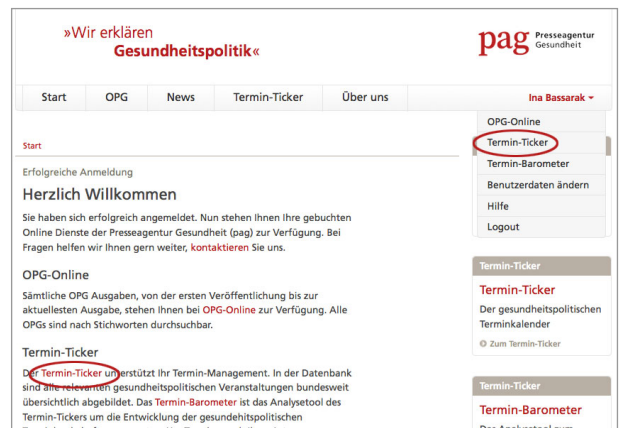 »Wir erklären
Gesundheitspolitik«
pag Presseagentur
Gesundheit
Start OPG News Termin-Ticker Über uns Ina Bassarak
OPG-Online
Termin-Ticker
Termin-Barometer
Benutzerdaten ändern
Hilfe
Logout
Start
Erfolgreiche Anmeldung
Herzlich Willkommen
Sie haben sich erfolgreich angemeldet. Nun stehen Ihnen Ihre gebuchten
Online Dienste der Presseagentur Gesundheit (pag) zur Verfügung. Bei
Fragen helfen wir Ihnen gern weiter, kontaktieren Sie uns.
OPG-Online
Sämtliche OPG Ausgaben, von der ersten Veröffentlichung bis zur
aktuellesten Ausgabe, stehen Ihnen bei OPG-Online zur Verfügung. Alle
OPGs sind nach Stichworten durchsuchbar.
Termin-Ticker
Der Termin-Ticker unterstützt Ihr Termin-Management. In der Datenbank
sind alle relevanten gesundheitspolitischen Veranstaltungen bundesweit
übersichtlich abgebildet. Das Termin-Barometer ist das Analysetool des
Termin-Tickers um die Entwicklung der gesundehitspolitischen
Termin-Ticker
Termin-Ticker
Der gesundheitspolitischen
Terminkalender
Zum Termin-Ticker
Termin-Ticker
Termin-Barometer